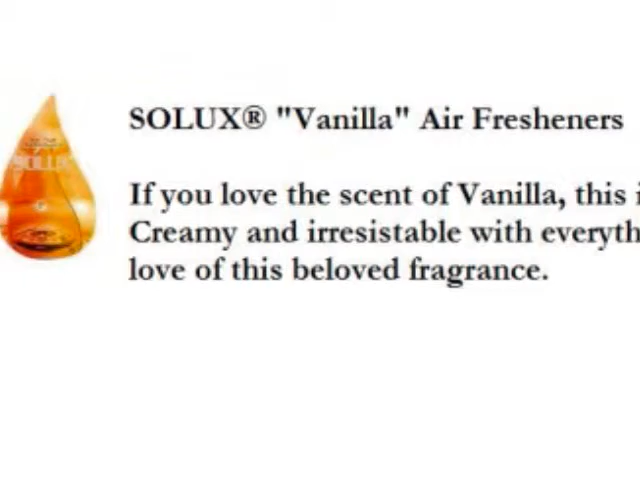 SOLUX
SOLUX® "Vanilla" Air Fresheners
If you love the scent of Vanilla, this i
Creamy and irresistable with everyth
love of this beloved fragrance.